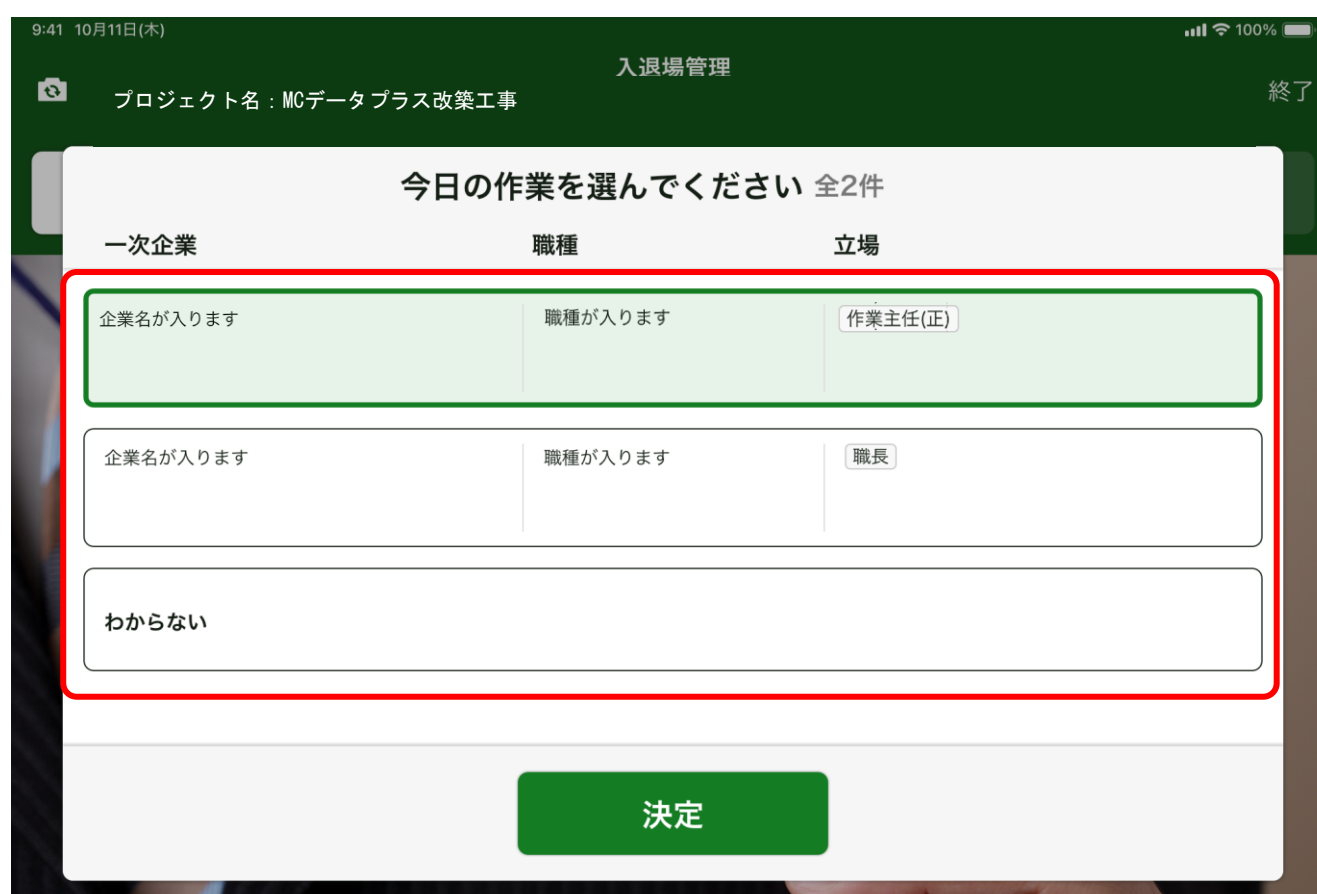 9:41 10月11日(木) 100%
入退場管理
プロジェクト名：MCデータプラス改築工事
終了
今日の作業を選んでください 全2件
一次企業 職種 立場
企業名が入ります 職種が入ります 作業主任(正)
企業名が入ります 職種が入ります 職長
わからない
決定